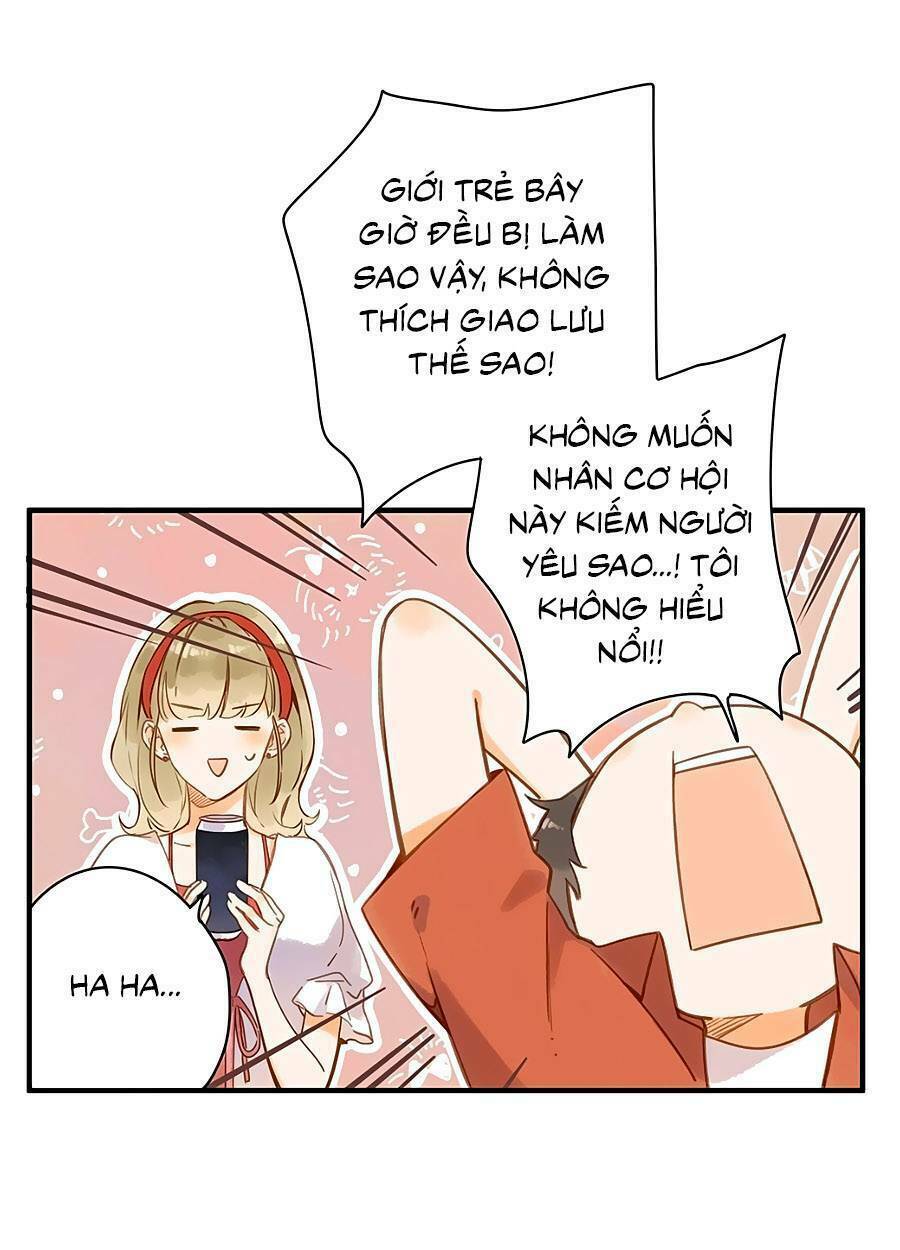 GIỚI TRẺ BÂY
GIỜ ĐỀU BỊ LÀM
SAO VẬY, KHÔNG
THÍCH GIAO LƯU
THẾ SAO!
KHÔNG MUỐN
NHÂN CƠ HỘI
NÀY KIẾM NGƯỜI
YÊU SAO...! TÔI
KHÔNG HIỂU
NỔI!!
HA HA...